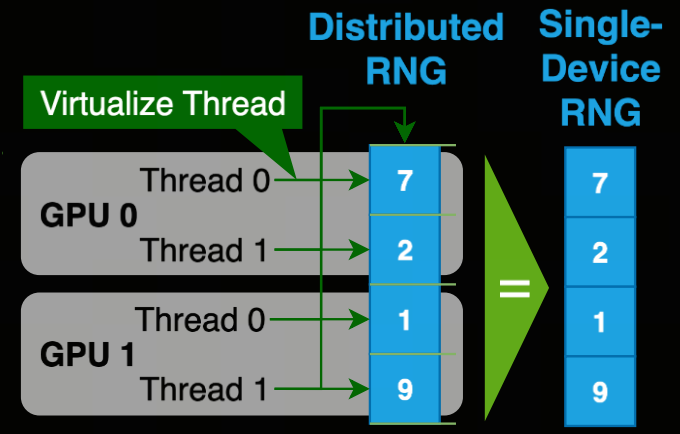 Distributed
RNG
Single-
Device
RNG
Virtualize Thread
GPU 0
Thread 0
7
Thread 1
2
GPU 1
Thread 0
1
Thread 1
9
=
7
2
1
9